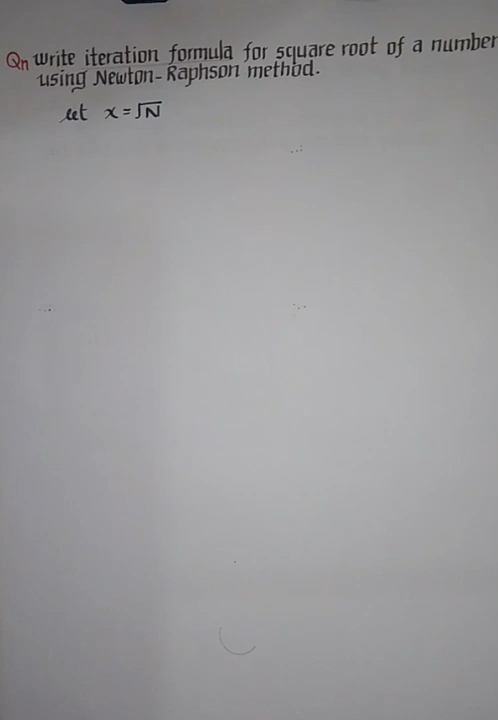 Qn Write iteration formula for square root of a number
using Newton-Raphson method.
let x = √N